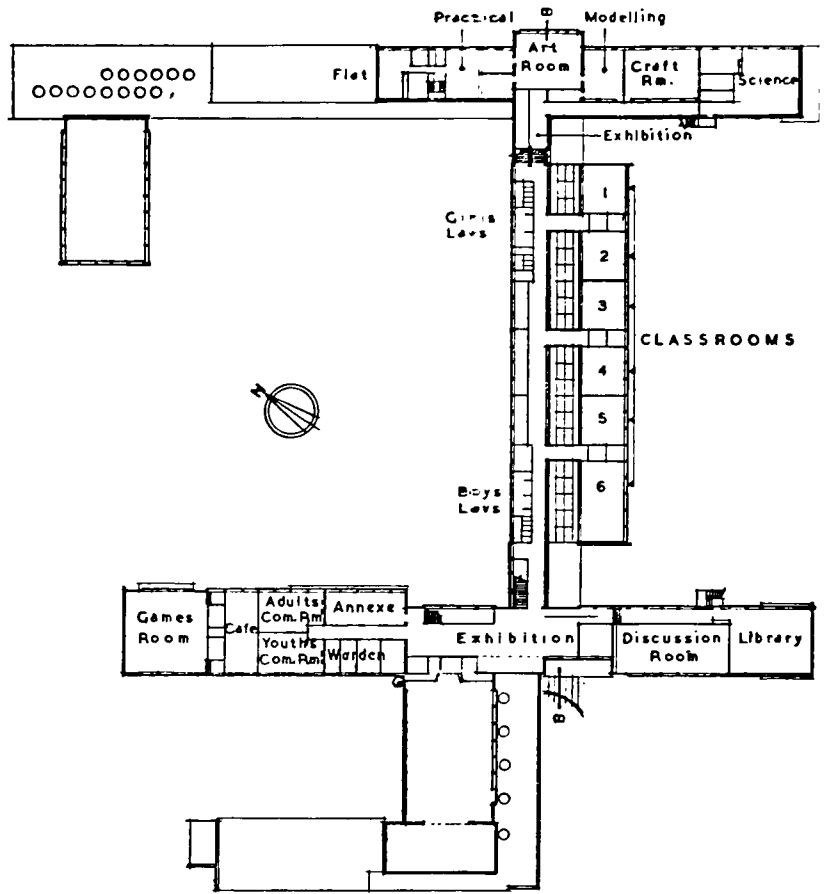 Practical
B
Modelling
Art
Room
Flat
Craft
Rm.
Science
Exhibition
1
Girls
Lavs
2
3
CLASSROOMS
4
N
5
6
Boys
Lavs
Games
Room
Cafe
Adults
Com.Rm
Annexe
Youths
Com.Rm.
Warden
Exhibition
Discussion
Room
Library
B